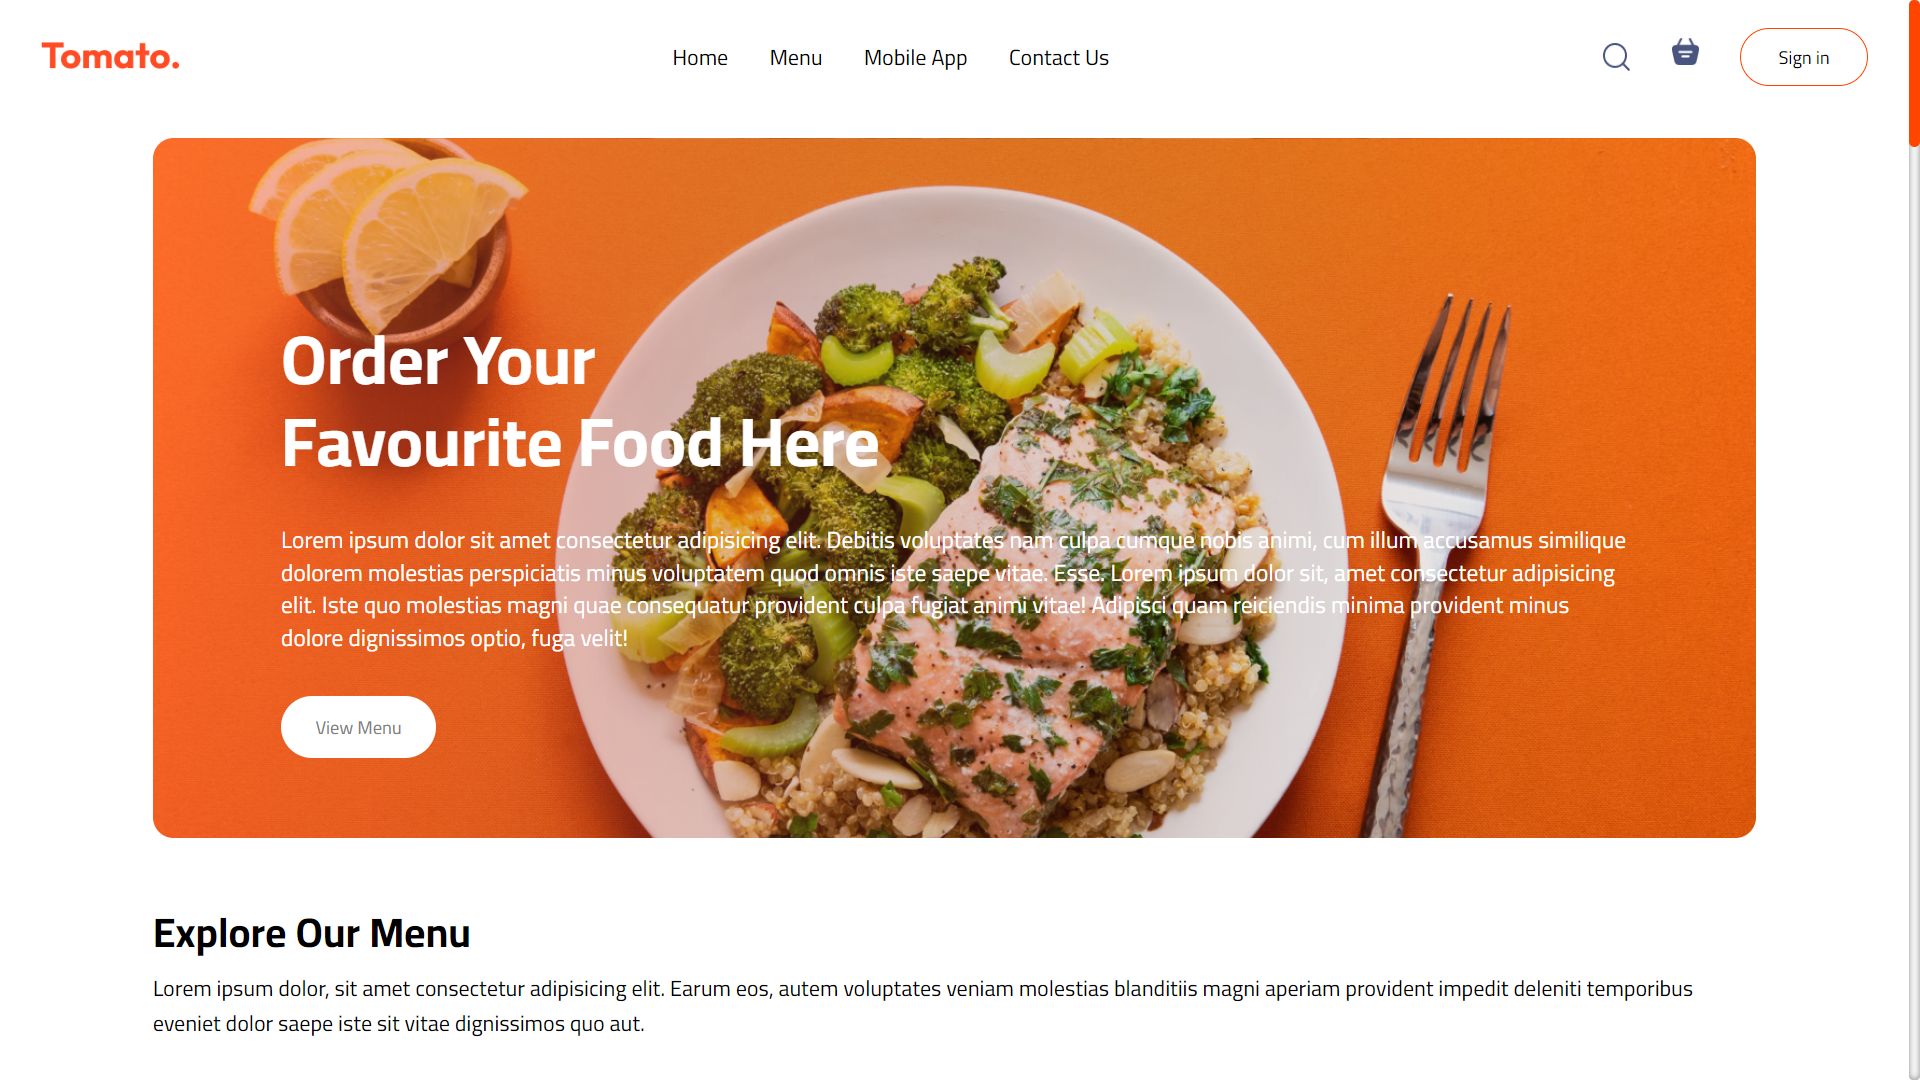 Tomato.
Home Menu Mobile App Contact Us
Sign in
Order Your
Favourite Food Here
Lorem ipsum dolor sit amet consectetur adipisicing elit. Debitis voluptates nam culpa cumque nobis animi, cum illum accusamus similique
dolorem molestias perspiciatis minus voluptatem quod omnis iste saepe vitae. Esse. Lorem ipsum dolor sit, amet consectetur adipisicing
elit. Iste quo molestias magni quae consequatur provident culpa fugiat animi vitae! Adipisci quam reiciendis minima provident minus
dolore dignissimos optio, fuga velit!
View Menu
Explore Our Menu
Lorem ipsum dolor, sit amet consectetur adipisicing elit. Earum eos, autem voluptates veniam molestias blanditiis magni aperiam provident impedit deleniti temporibus
eveniet dolor saepe iste sit vitae dignissimos quo aut.